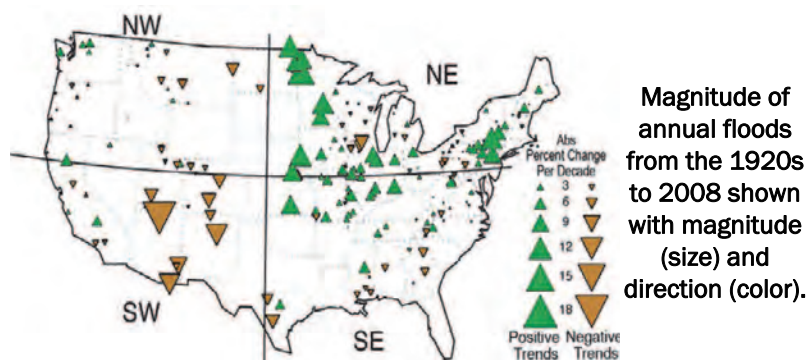 NW
NE
SW
SE
Abs
Percent Change
Per Decade
3
6
9
12
15
18
Positive Negative
Trends Trends
Magnitude of
annual floods
from the 1920s
to 2008 shown
with magnitude
(size) and
direction (color).